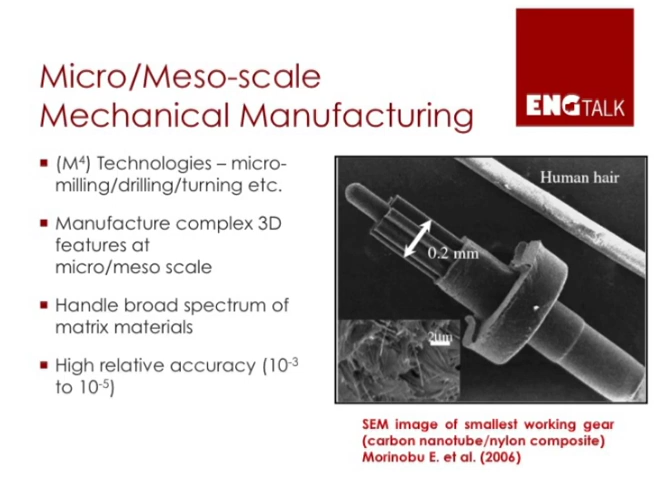 Micro/Meso-scale
Mechanical Manufacturing
ENGTALK
▪ (M⁴) Technologies – micro-
milling/drilling/turning etc.
▪ Manufacture complex 3D
features at
micro/meso scale
▪ Handle broad spectrum of
matrix materials
▪ High relative accuracy (10⁻³
to 10⁻⁵)
Human hair
0.2 mm
2um
SEM image of smallest working gear
(carbon nanotube/nylon composite)
Morinobu E. et al. (2006)